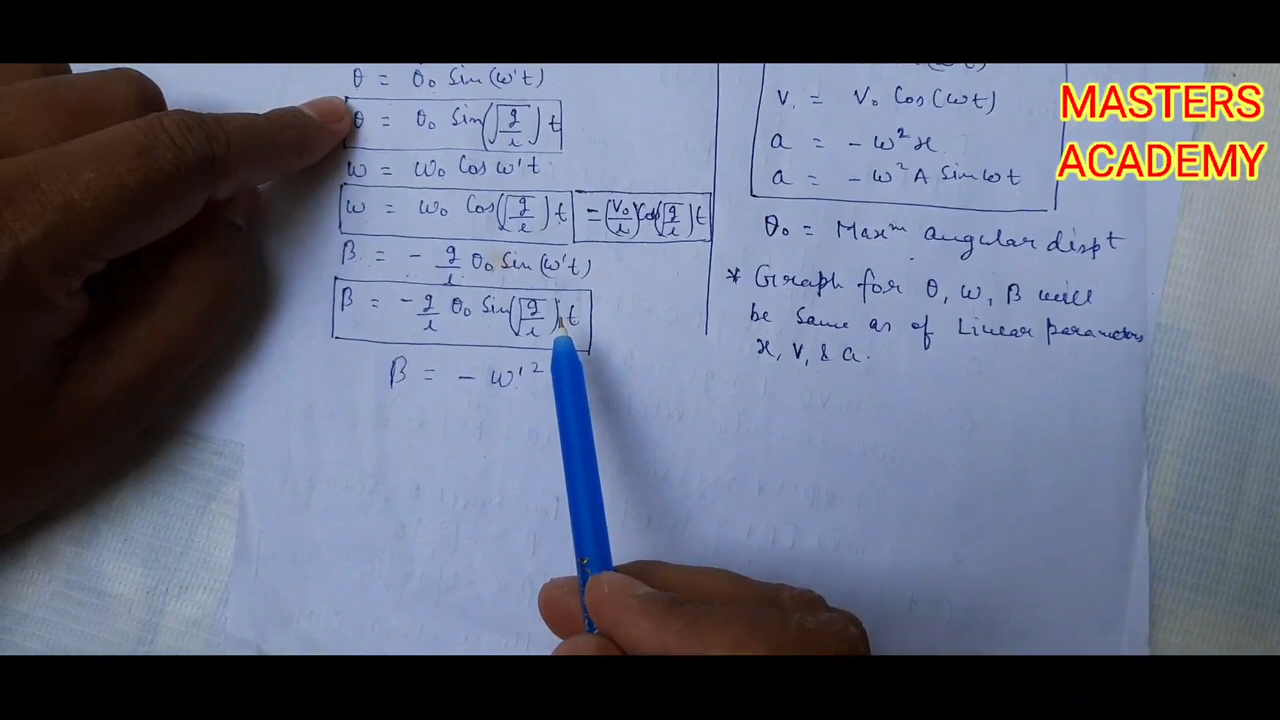 θ = θ₀ Sin(ω't)
θ = θ₀ Sin(√(g/l)) t
ω = ω₀ Cos ω't
ω = ω₀ Cos(√(g/l)) t = (V₀/l) Cos(√(g/l)) t
β = - g/l θ₀ Sin(ω't)
β = - g/l θ₀ Sin(√(g/l)) t
β = - ω'²
V, = V₀ Cos(ωt)
a = - ω²x
a = - ω² A Sin ωt
θ₀ = Maxᵐ angular dispt
* Graph for θ, ω, β will
be same as of Linear parameters
x, V, & a.
MASTERS
ACADEMY